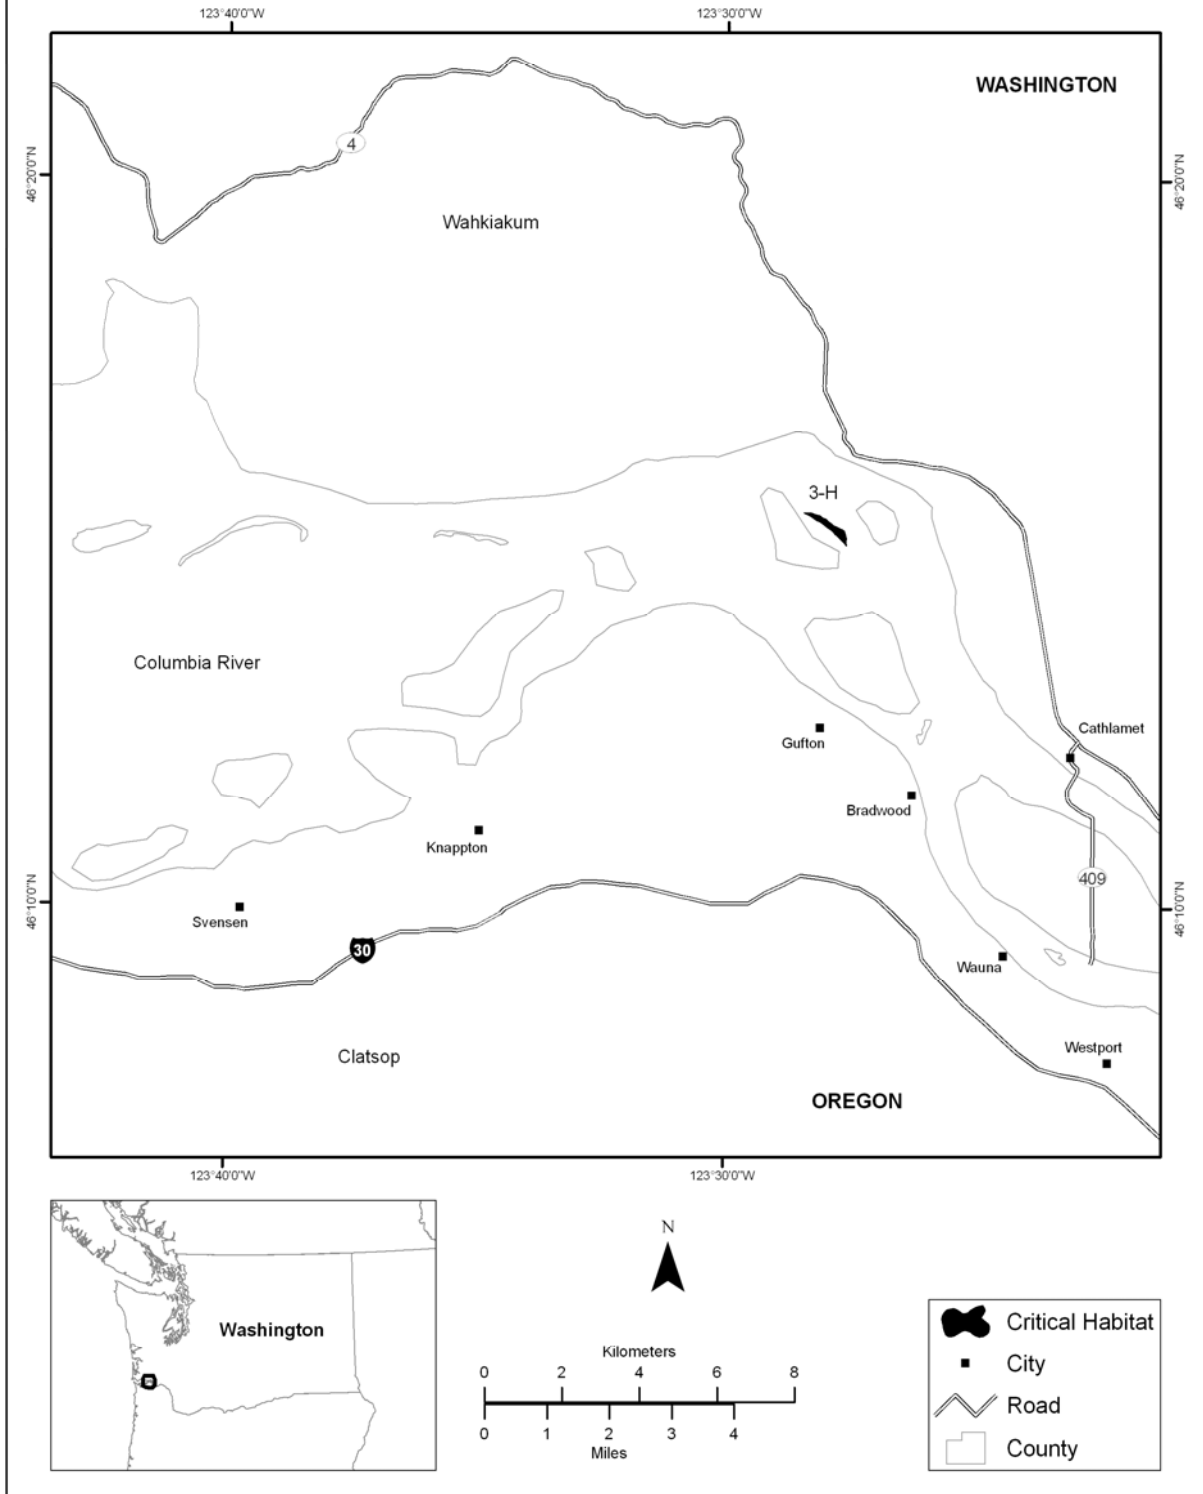 123°40'0"W
123°30'0"W
WASHINGTON
4
46°20'0"N
46°20'0"N
Wahkiakum
3-H
Columbia River
Cathlamet
Gufton
Bradwood
Knappton
409
46°10'0"N
46°10'0"N
Svensen
30
Wauna
Westport
Clatsop
OREGON
123°40'0"W
123°30'0"W
Washington
N
Kilometers
0 2 4 6 8
0 1 2 3 4
Miles
Critical Habitat
City
Road
County